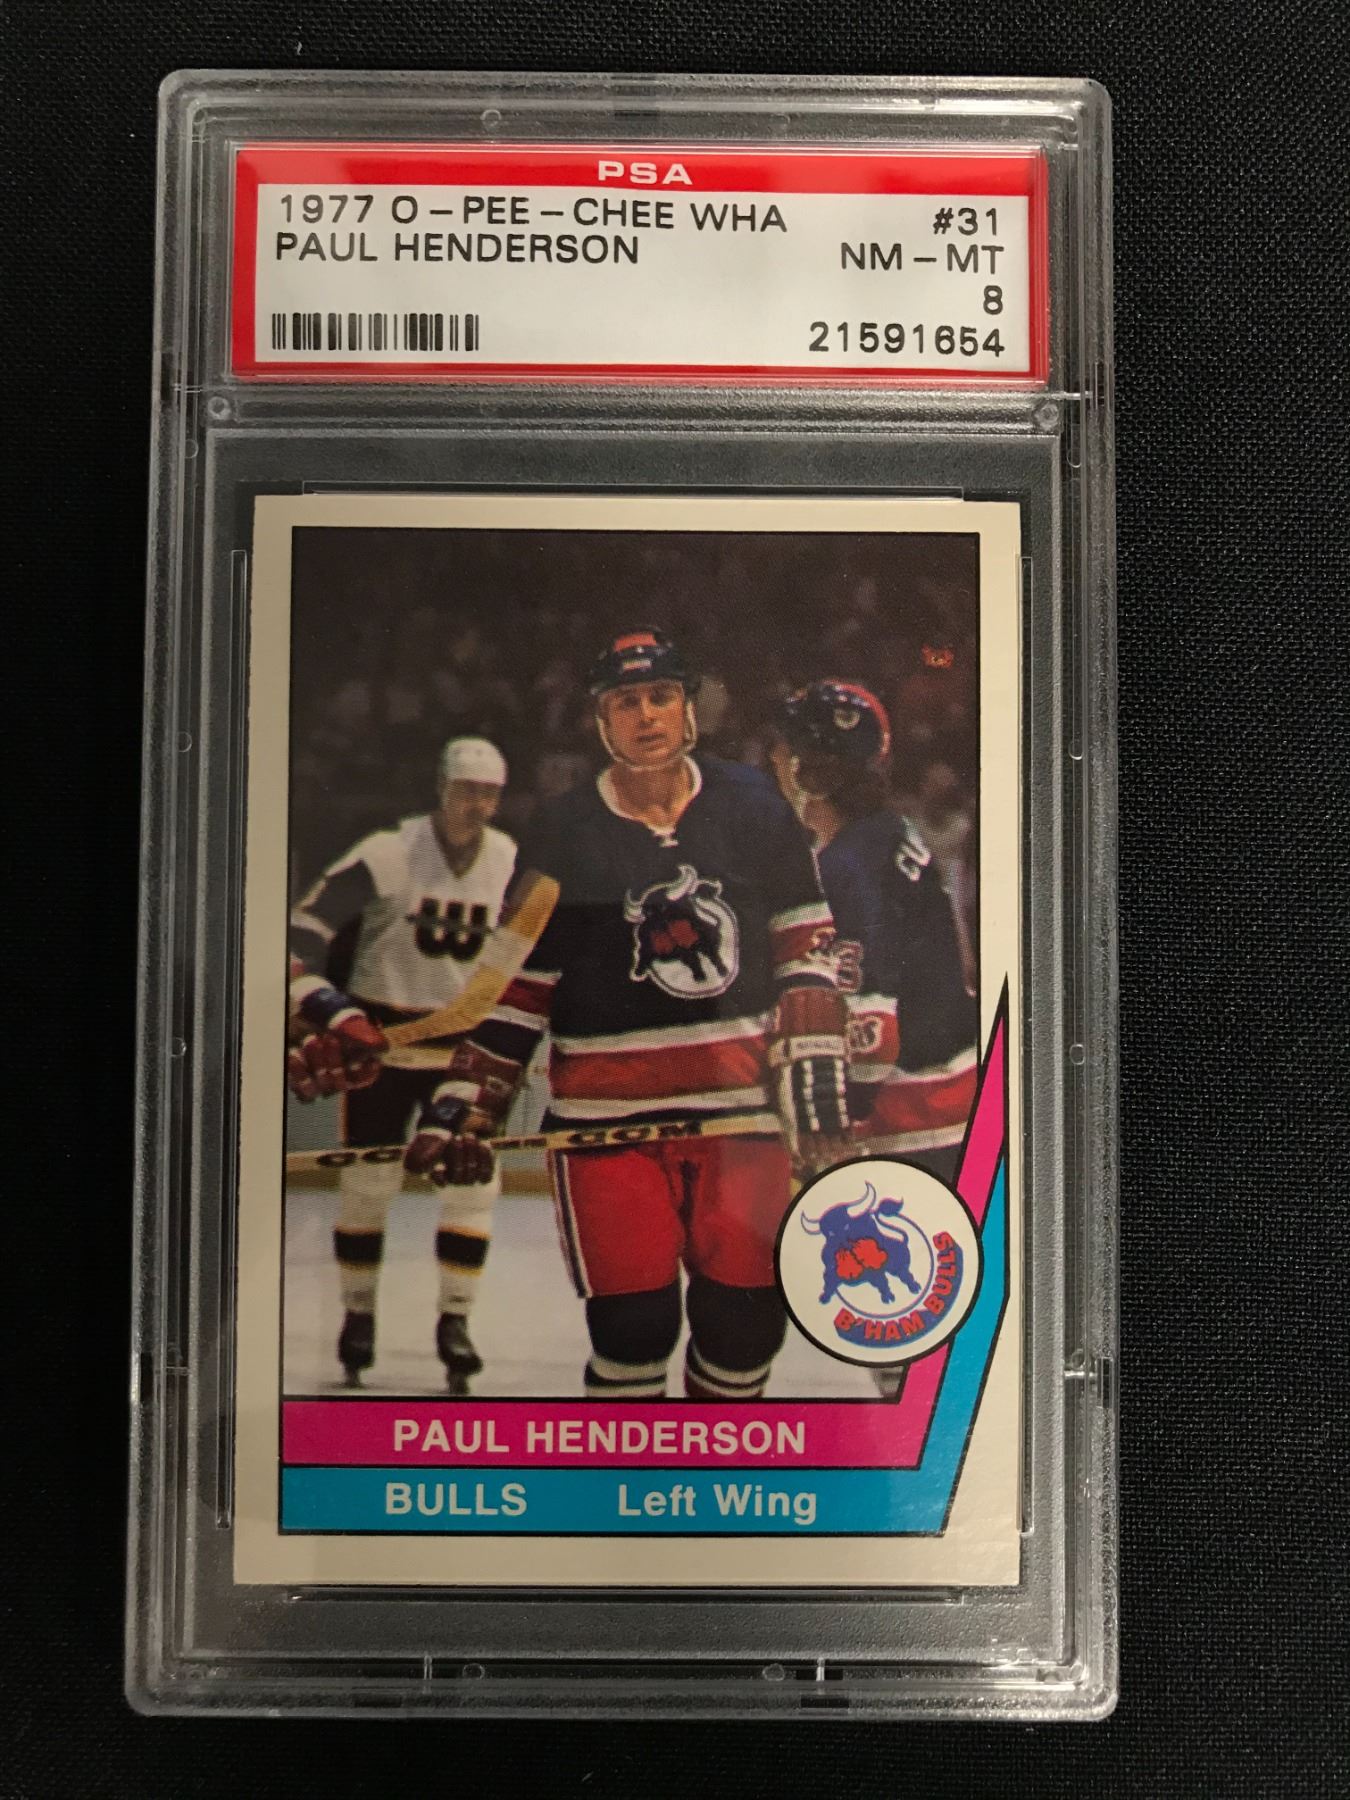 PSA
1977 O-PEE-CHEE WHA #31
PAUL HENDERSON NM-MT
8
21591654
W
CCM
B'HAM BULLS
PAUL HENDERSON
BULLS Left Wing